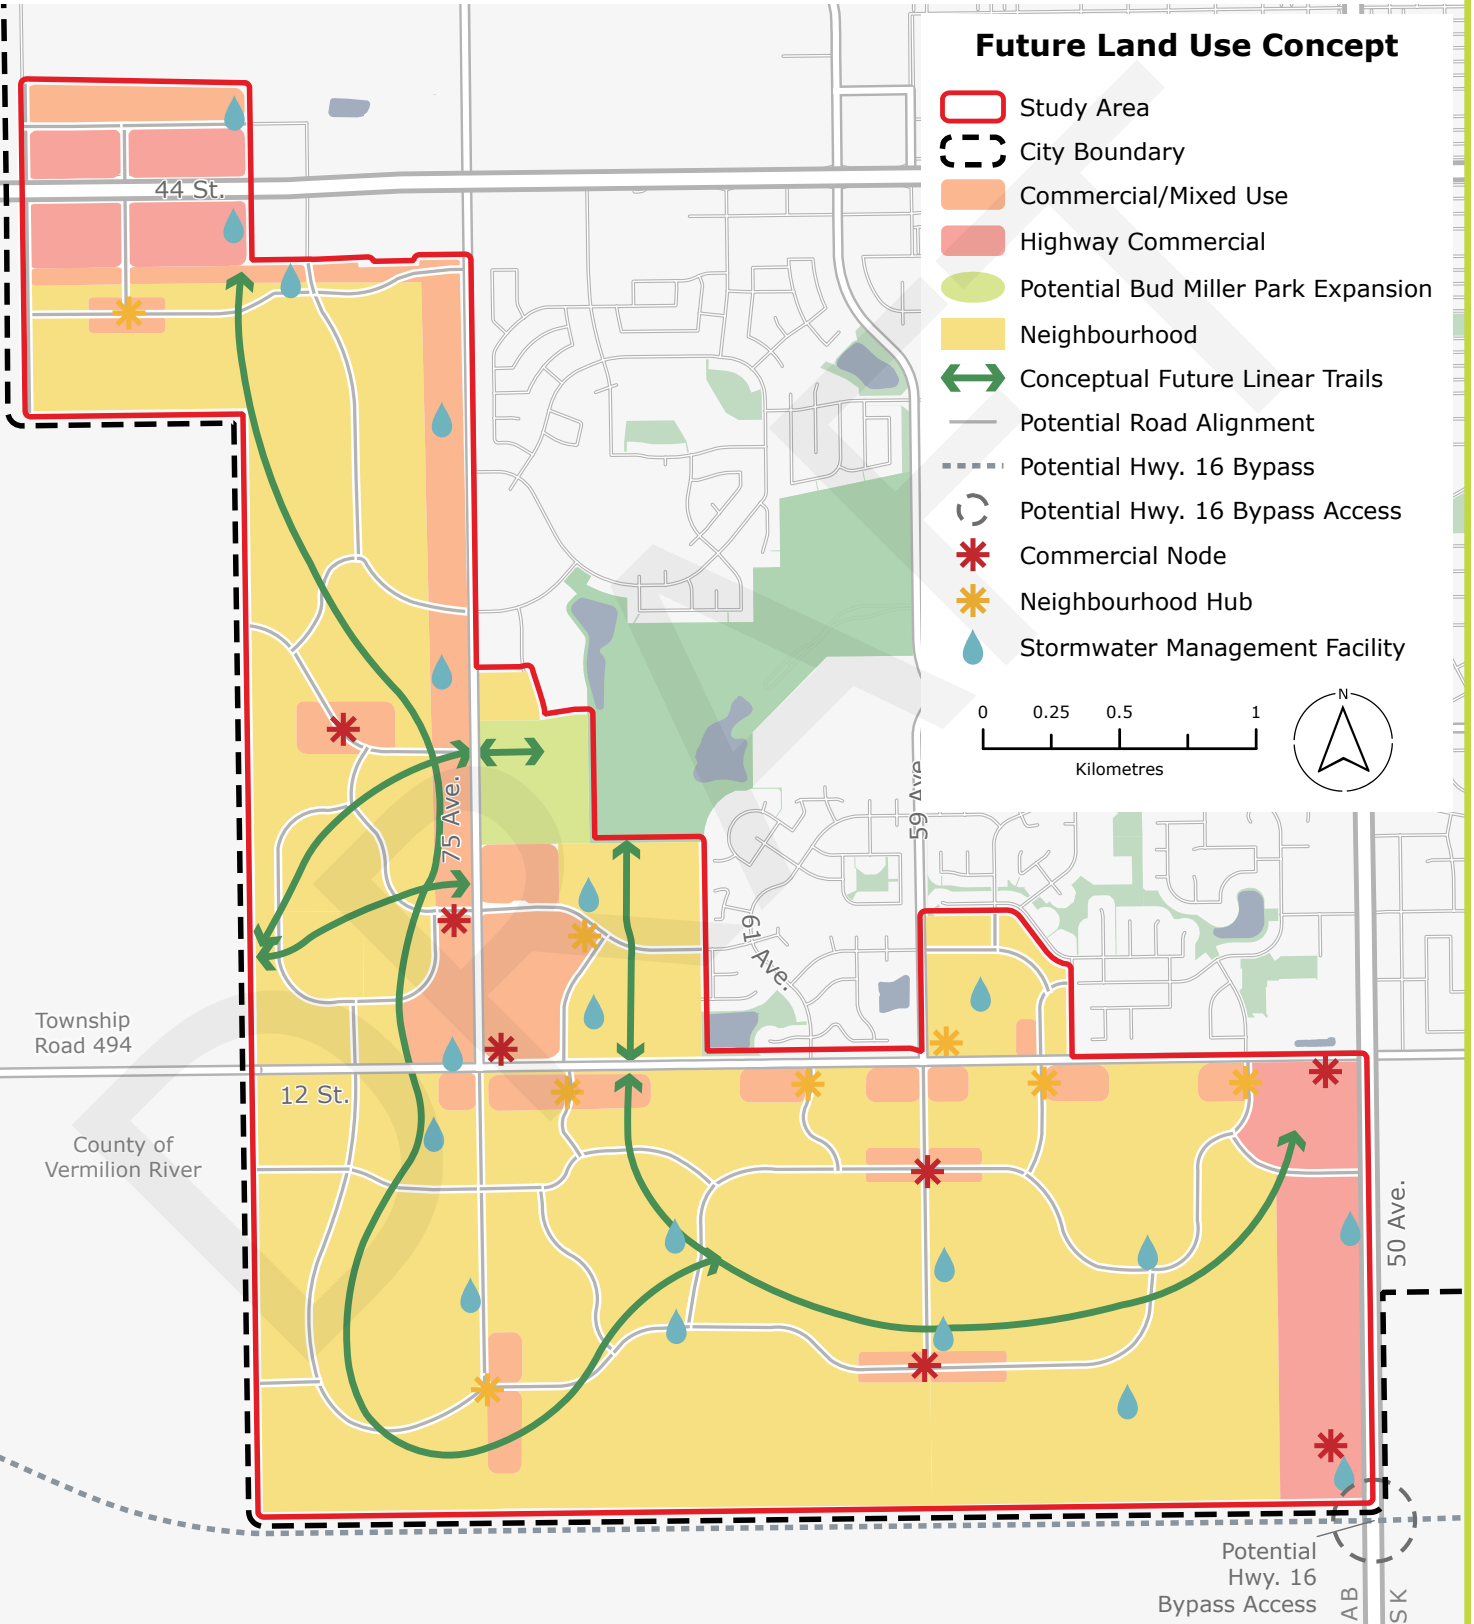 Future Land Use Concept
Study Area
City Boundary
Commercial/Mixed Use
Highway Commercial
Potential Bud Miller Park Expansion
Neighbourhood
Conceptual Future Linear Trails
Potential Road Alignment
Potential Hwy. 16 Bypass
Potential Hwy. 16 Bypass Access
Commercial Node
Neighbourhood Hub
Stormwater Management Facility
0 0.25 0.5 1
Kilometres
N
44 St.
75 Ave.
59 Ave.
61 Ave.
Township
Road 494
12 St.
County of
Vermilion River
50 Ave.
Potential
Hwy. 16
Bypass Access
AB
SK
DRAFT